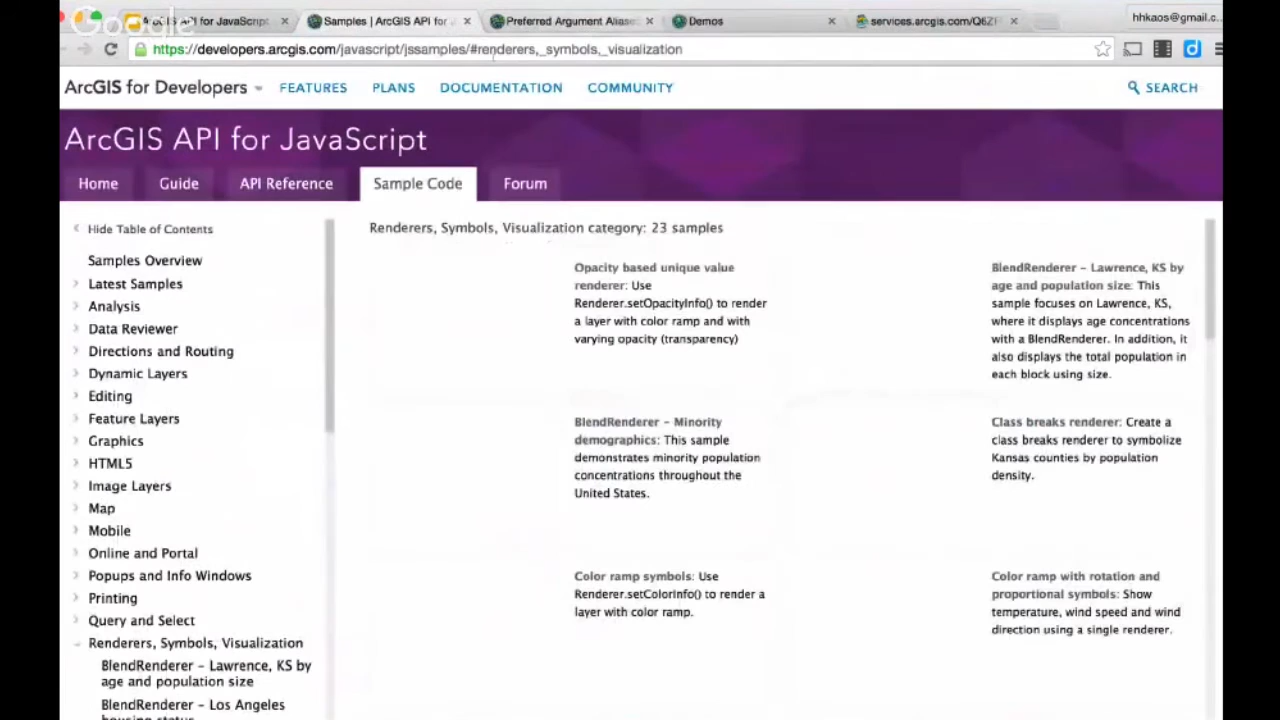 ArcGIS API for JavaScript
Samples | ArcGIS API for
Preferred Argument Aliase
Demos
services.arcgis.com/Q6ZF
hhkaos@gmail.c...
Google
https://developers.arcgis.com/javascript/jssamples/#renderers,_symbols,_visualization
ArcGIS for Developers
FEATURES
PLANS
DOCUMENTATION
COMMUNITY
SEARCH
ArcGIS API for JavaScript
Home
Guide
API Reference
Sample Code
Forum
Hide Table of Contents
Samples Overview
Latest Samples
Analysis
Data Reviewer
Directions and Routing
Dynamic Layers
Editing
Feature Layers
Graphics
HTML5
Image Layers
Map
Mobile
Online and Portal
Popups and Info Windows
Printing
Query and Select
Renderers, Symbols, Visualization
BlendRenderer - Lawrence, KS by
age and population size
BlendRenderer - Los Angeles
housing status
Renderers, Symbols, Visualization category: 23 samples
Opacity based unique value
renderer: Use
Renderer.setOpacityInfo() to render
a layer with color ramp and with
varying opacity (transparency)
BlendRenderer - Lawrence, KS by
age and population size: This
sample focuses on Lawrence, KS,
where it displays age concentrations
with a BlendRenderer. In addition, it
also displays the total population in
each block using size.
BlendRenderer - Minority
demographics: This sample
demonstrates minority population
concentrations throughout the
United States.
Class breaks renderer: Create a
class breaks renderer to symbolize
Kansas counties by population
density.
Color ramp symbols: Use
Renderer.setColorInfo() to render a
layer with color ramp.
Color ramp with rotation and
proportional symbols: Show
temperature, wind speed and wind
direction using a single renderer.